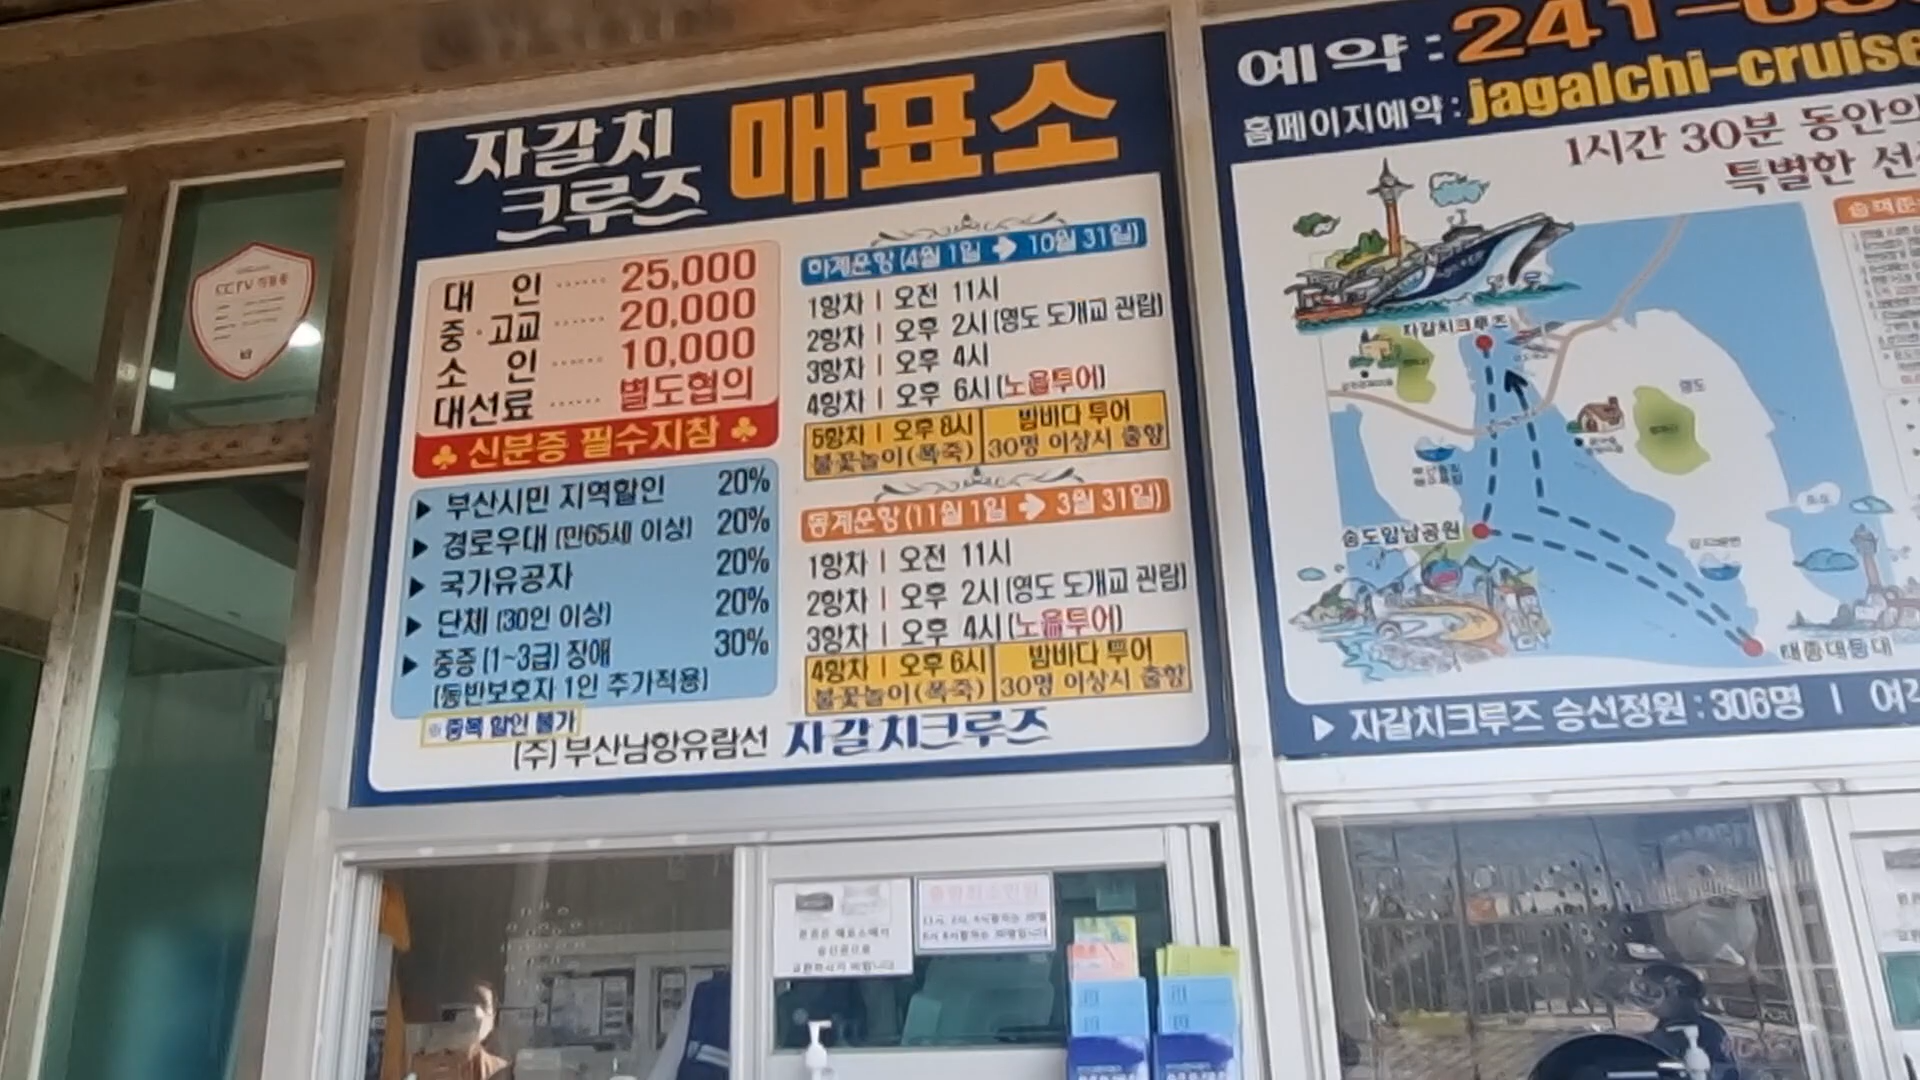 자갈치
크루즈
매표소
대 인 ······ 25,000
중·고교 ······ 20,000
소 인 ······ 10,000
대선료 ······ 별도협의
♣ 신분증 필수지참 ♣
▶ 부산시민 지역할인 20%
▶ 경로우대 (만65세 이상) 20%
▶ 국가유공자 20%
▶ 단체 (30인 이상) 20%
▶ 중증 (1~3급) 장애 30%
(동반보호자 1인 추가적용)
※중복 할인 불가
하계운항 (4월 1일 ➡ 10월 31일)
1항차 | 오전 11시
2항차 | 오후 2시 (영도 도개교 관람)
3항차 | 오후 4시
4항차 | 오후 6시 (노을투어)
5항차 | 오후 8시
불꽃놀이(폭죽)
밤바다 투어
30명 이상시 출항
동계운항 (11월 1일 ➡ 3월 31일)
1항차 | 오전 11시
2항차 | 오후 2시 (영도 도개교 관람)
3항차 | 오후 4시 (노을투어)
4항차 | 오후 6시
불꽃놀이(폭죽)
밤바다 투어
30명 이상시 출항
(주) 부산남항유람선 자갈치크루즈
예약 : 241-
홈페이지예약 : jagalchi-cruise
1시간 30분 동안의
특별한
자갈치크루즈
영도
송도암남공원
태종대등대
▶ 자갈치크루즈 승선정원 : 306명 |
CCTV 작동중